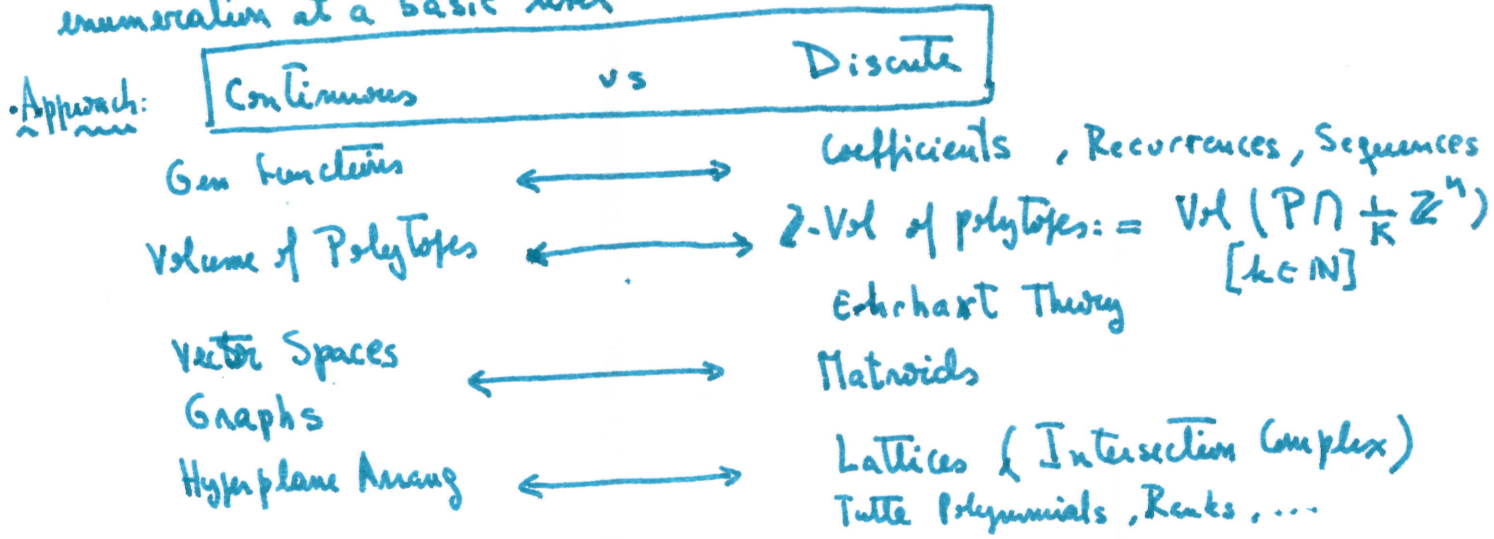 enumeration at a basic level
. Approach: Continuous vs Discrete
Gen Functions ⟷ Coefficients , Recurrences, Sequences
Volume of Polytopes ⟷ Z-Vol of polytopes: = Vol (P ∩ 1/k Z^n)
[k ∈ ℕ]
Ehrhart Theory
Vector Spaces ⟷ Matroids
Graphs
Hyperplane Arrang ⟷ Lattices ( Intersection Complex)
Tutte Polynomials , Ranks , ....